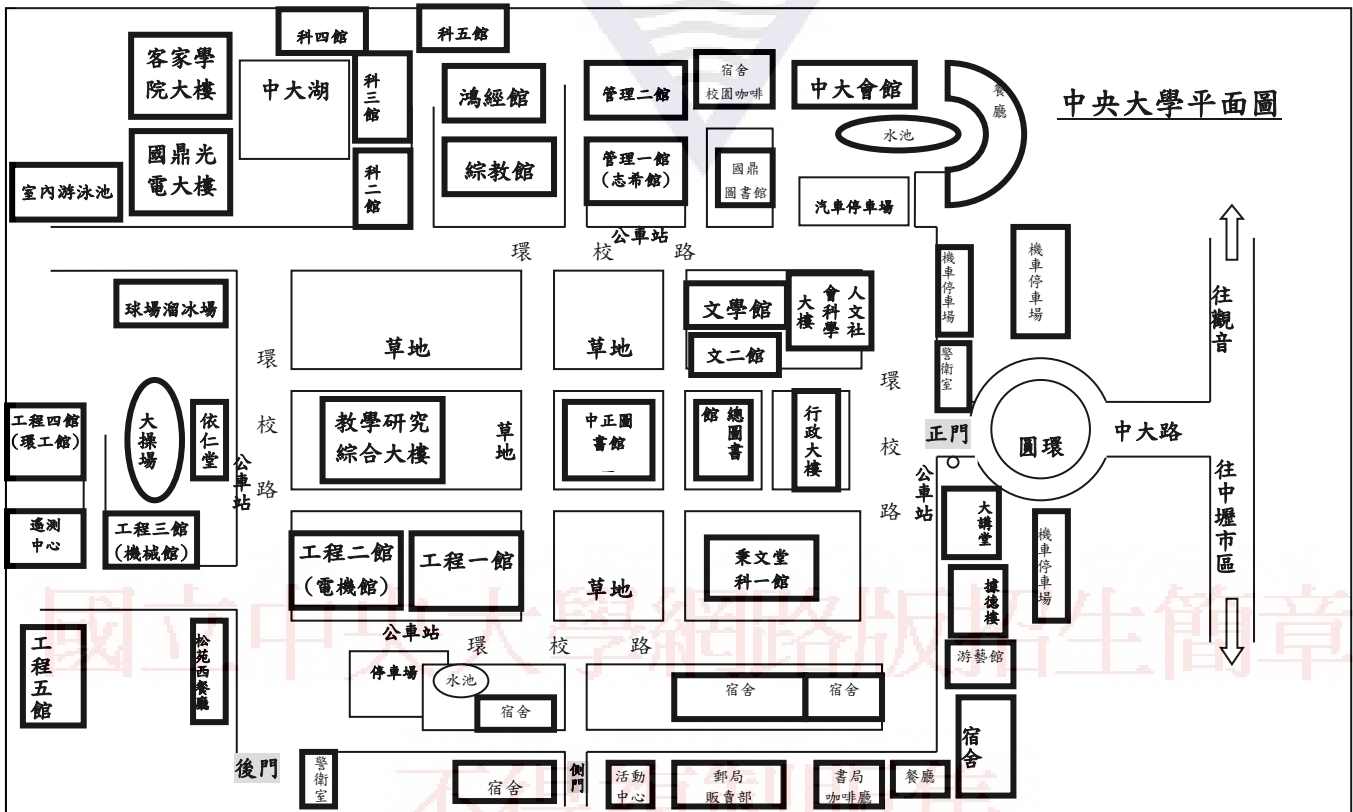 中央大學平面圖
科四館
科五館
客家學
院大樓
中大湖
科三館
鴻經館
管理二館
宿舍
校園咖啡
中大會館
餐廳
水池
國鼎光
電大樓
室內游泳池
科二館
綜教館
管理一館
(志希館)
國鼎
圖書館
汽車停車場
公車站
環 校 路
機車停車場
機車停車場
往觀音
球場溜冰場
草地
草地
文學館
人文社
會科學
大樓
文二館
警衛室
環校路
環校路
工程四館
(環工館)
大操場
依仁堂
公車站
教學研究
綜合大樓
草地
中正圖
書館
總圖書
館
行政大樓
正門
圓環
中大路
公車站
往中壢市區
遙測
中心
工程三館
(機械館)
工程二館
(電機館)
工程一館
草地
秉文堂
科一館
大講堂
機車停車場
據德樓
公車站
環 校 路
工程五館
松苑西餐廳
停車場
水池
宿舍
宿舍
宿舍
游藝館
宿舍
後門
警衛室
宿舍
側門
活動
中心
郵局
販賣部
書局
咖啡廳
餐廳
國立中央大學網路版招生簡章